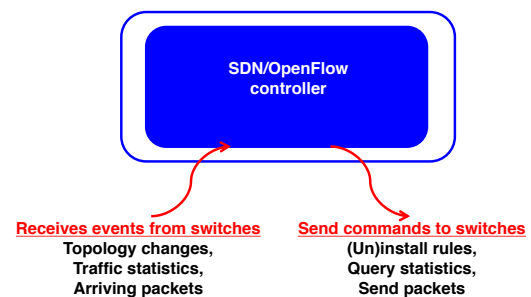 SDN/OpenFlow
controller
Receives events from switches
Topology changes,
Traffic statistics,
Arriving packets
Send commands to switches
(Un)install rules,
Query statistics,
Send packets